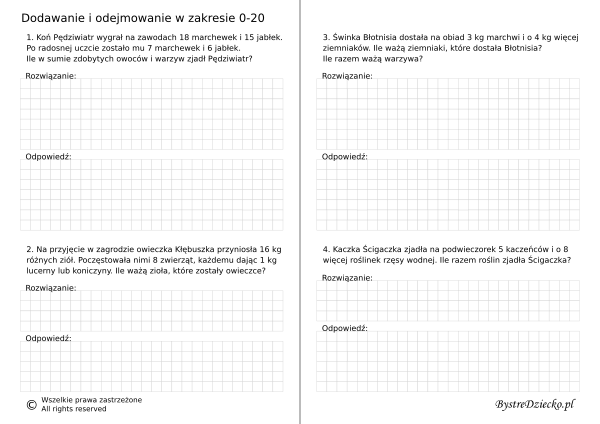 Dodawanie i odejmowanie w zakresie 0-20
1. Koń Pędziwiatr wygrał na zawodach 18 marchewek i 15 jabłek.
Po radosnej uczcie zostało mu 7 marchewek i 6 jabłek.
Ile w sumie zdobytych owoców i warzyw zjadł Pędziwiatr?
Rozwiązanie:
Odpowiedź:
2. Na przyjęcie w zagrodzie owieczka Kłębuszka przyniosła 16 kg
różnych ziół. Poczęstowała nimi 8 zwierząt, każdemu dając 1 kg
lucerny lub koniczyny. Ile ważą zioła, które zostały owieczce?
Rozwiązanie:
Odpowiedź:
© Wszelkie prawa zastrzeżone
All rights reserved
3. Świnka Błotnisia dostała na obiad 3 kg marchwi i o 4 kg więcej
ziemniaków. Ile ważą ziemniaki, które dostała Błotnisia?
Ile razem ważą warzywa?
Rozwiązanie:
Odpowiedź:
4. Kaczka Ścigaczka zjadła na podwieczorek 5 kaczeńców i o 8
więcej roślinek rzęsy wodnej. Ile razem roślin zjadła Ścigaczka?
Rozwiązanie:
Odpowiedź:
BystreDziecko.pl